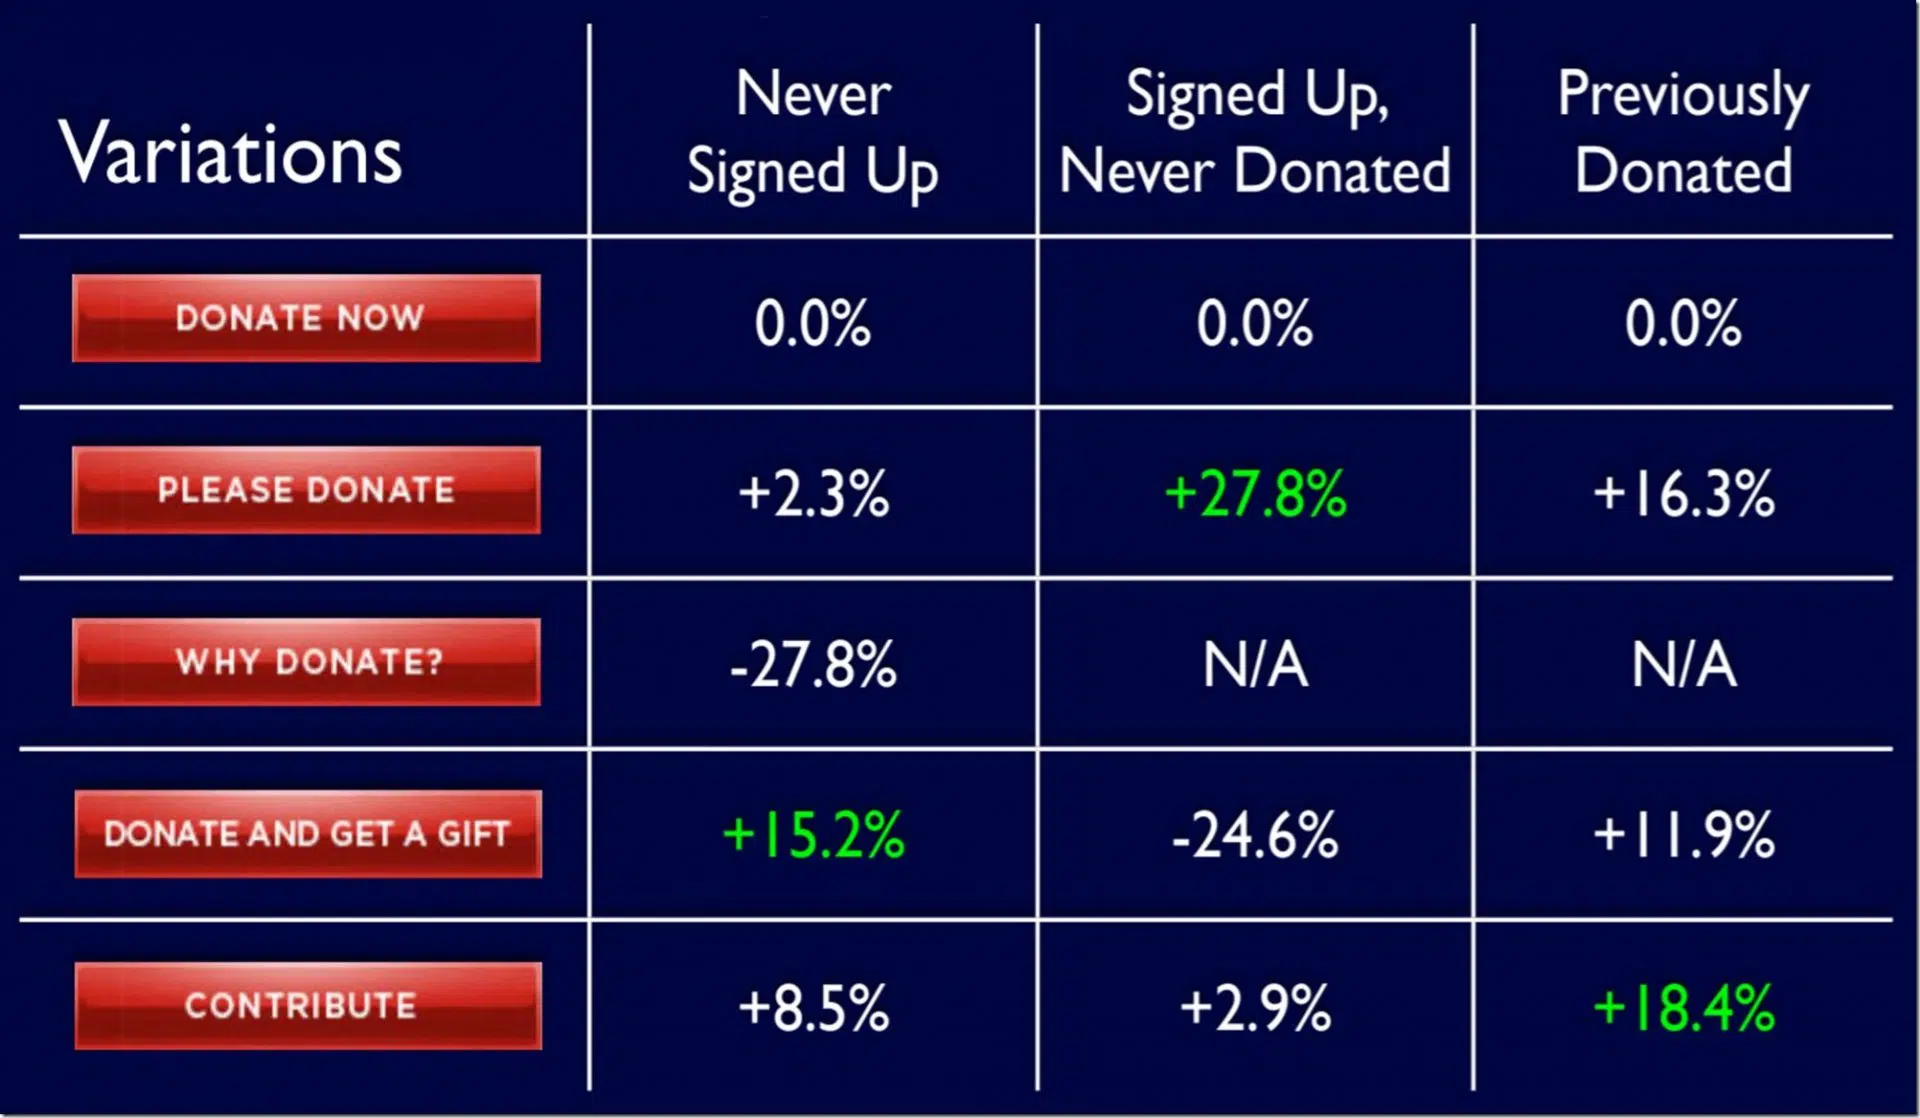 Variations
Never
Signed Up
Signed Up,
Never Donated
Previously
Donated
DONATE NOW
0.0%
0.0%
0.0%
PLEASE DONATE
+2.3%
+27.8%
+16.3%
WHY DONATE?
-27.8%
N/A
N/A
DONATE AND GET A GIFT
+15.2%
-24.6%
+11.9%
CONTRIBUTE
+8.5%
+2.9%
+18.4%